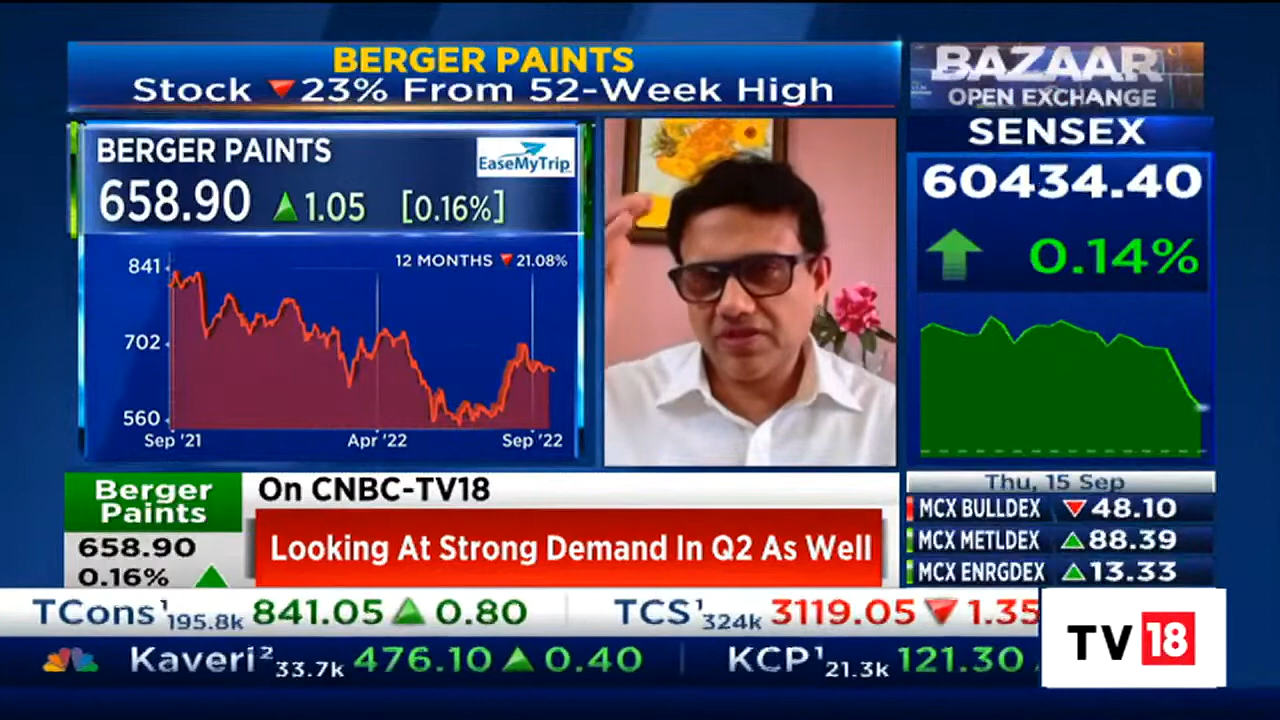 BERGER PAINTS
Stock ▼23% From 52-Week High
BAZAAR
OPEN EXCHANGE
BERGER PAINTS
658.90 ▲1.05 [0.16%]
EaseMyTrip
12 MONTHS ▼21.08%
841
702
560
Sep '21 Apr '22 Sep '22
SENSEX
60434.40
0.14%
Thu, 15 Sep
MCX BULLDEX ▼48.10
MCX METLDEX ▲88.39
MCX ENRGDEX ▲13.33
Berger
Paints
658.90
0.16% ▲
On CNBC-TV18
Looking At Strong Demand In Q2 As Well
TCons¹ 195.8k 841.05 ▲ 0.80 TCS¹ 324k 3119.05 ▼ 1.35
Kaveri² 33.7k 476.10 ▲ 0.40 KCP¹ 21.3k 121.30
TV18